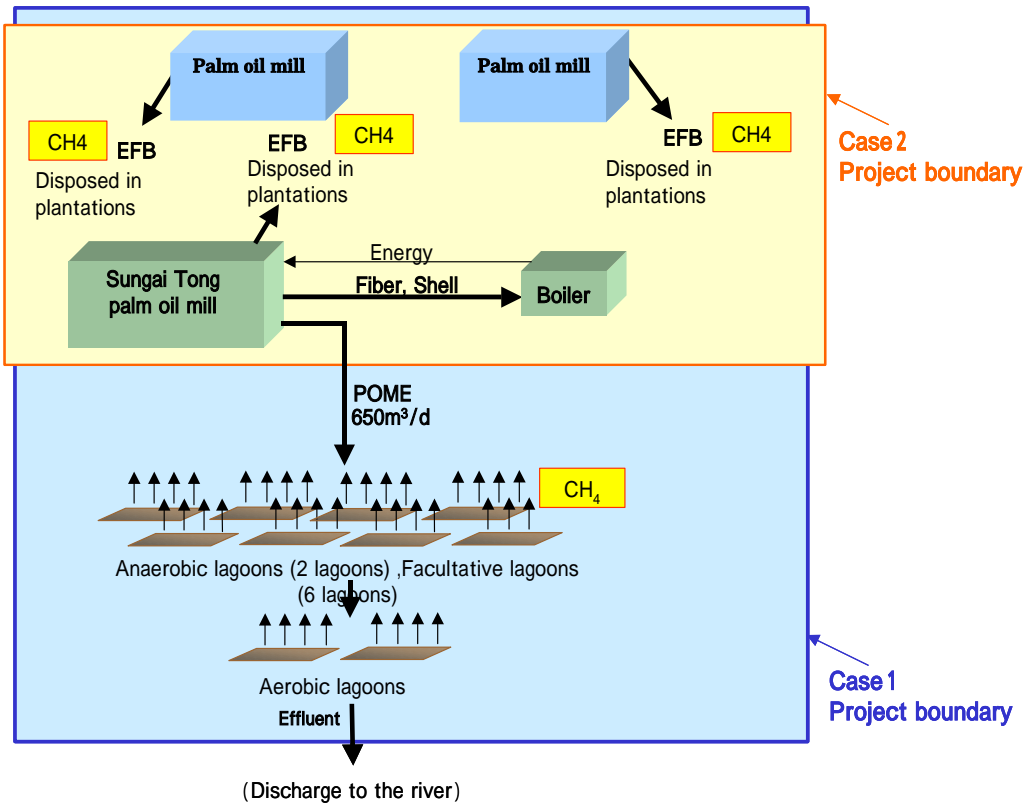 Palm oil mill
Palm oil mill
CH4
EFB
Disposed in
plantations
EFB
CH4
Disposed in
plantations
EFB
CH4
Disposed in
plantations
Case 2
Project boundary
Sungai Tong
palm oil mill
Energy
Fiber, Shell
Boiler
POME
650m³/d
CH₄
Anaerobic lagoons (2 lagoons) ,Facultative lagoons
(6 lagoons)
Aerobic lagoons
Effluent
Case 1
Project boundary
(Discharge to the river)